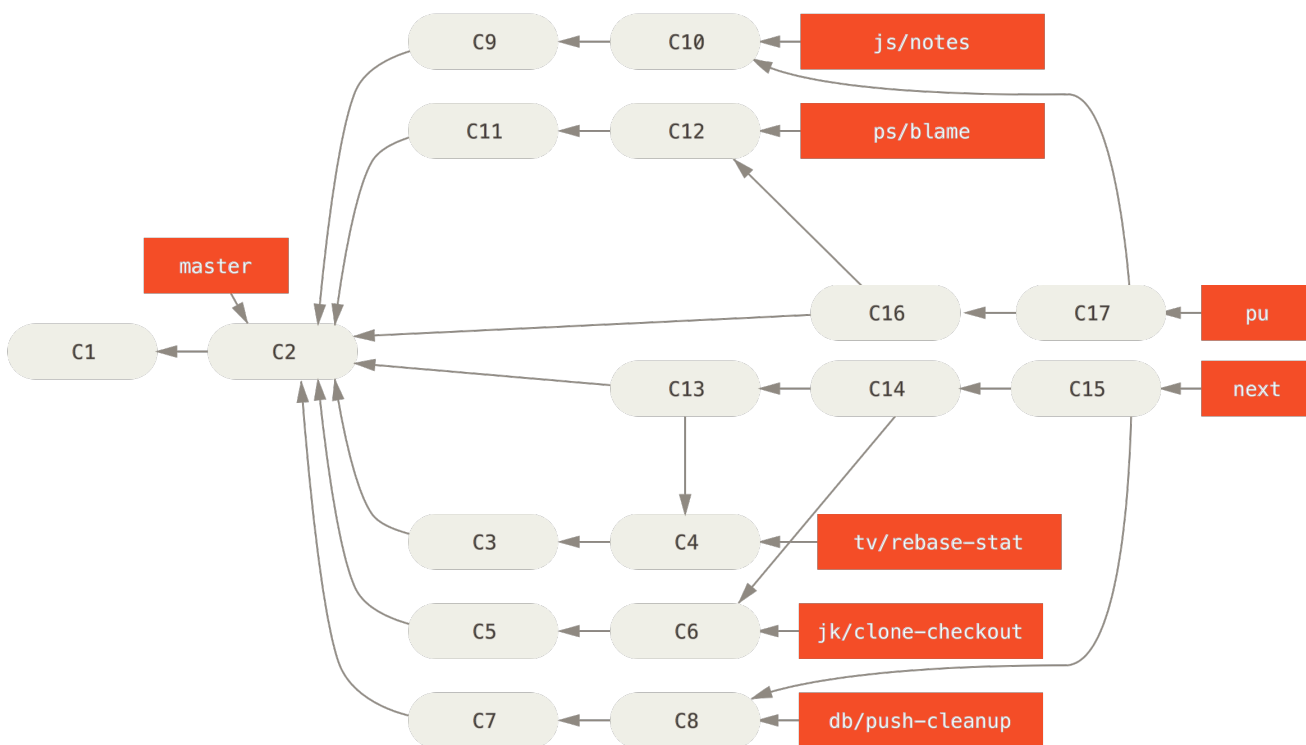 C9 C10 js/notes
C11 C12 ps/blame
master
C16 C17 pu
C1 C2
C13 C14 C15 next
C3 C4 tv/rebase-stat
C5 C6 jk/clone-checkout
C7 C8 db/push-cleanup